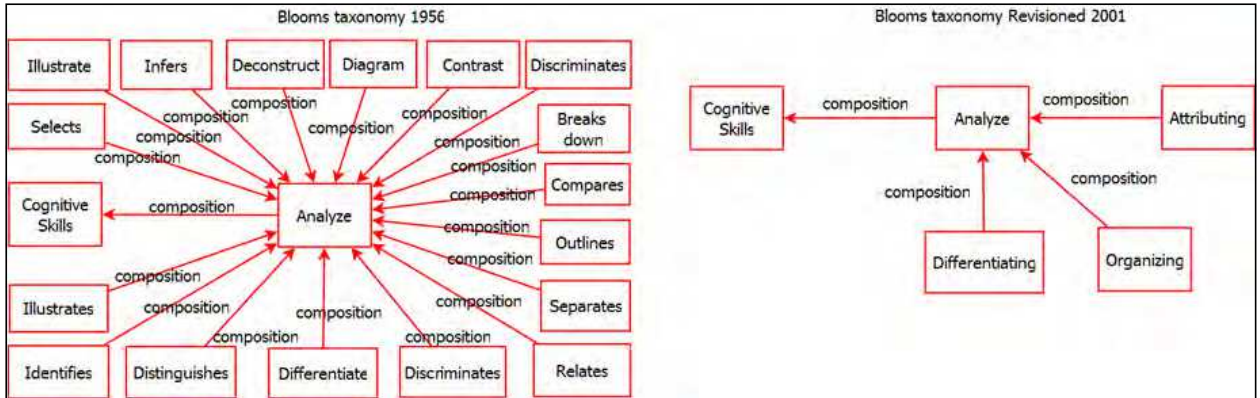 Blooms taxonomy 1956
Blooms taxonomy Revisioned 2001
Illustrate
Infers
Deconstruct
Diagram
Contrast
Discriminates
composition
composition
composition
composition
composition
composition
Selects
composition
Breaks
down
composition
Compares
composition
Cognitive
Skills
composition
Analyze
Outlines
composition
Illustrates
composition
Separates
composition
Identifies
composition
Distinguishes
composition
Differentiate
composition
Discriminates
composition
Relates
composition
Cognitive
Skills
composition
Analyze
composition
Attributing
composition
composition
Differentiating
Organizing